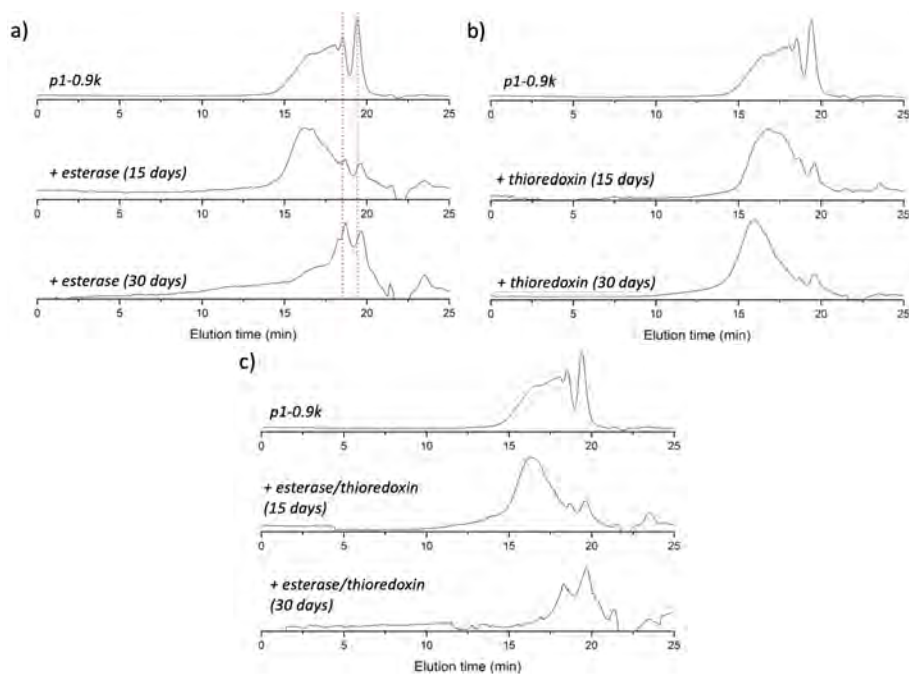 a)
p1-0.9k
0 5 10 15 20 25
+ esterase (15 days)
0 5 10 15 20 25
+ esterase (30 days)
0 5 10 15 20 25
Elution time (min)
b)
p1-0.9k
0 5 10 15 20 25
+ thioredoxin (15 days)
0 5 10 15 20 25
+ thioredoxin (30 days)
0 5 10 15 20 25
Elution time (min)
c)
p1-0.9k
0 5 10 15 20 25
+ esterase/thioredoxin
(15 days)
0 5 10 15 20 25
+ esterase/thioredoxin
(30 days)
0 5 10 15 20 25
Elution time (min)